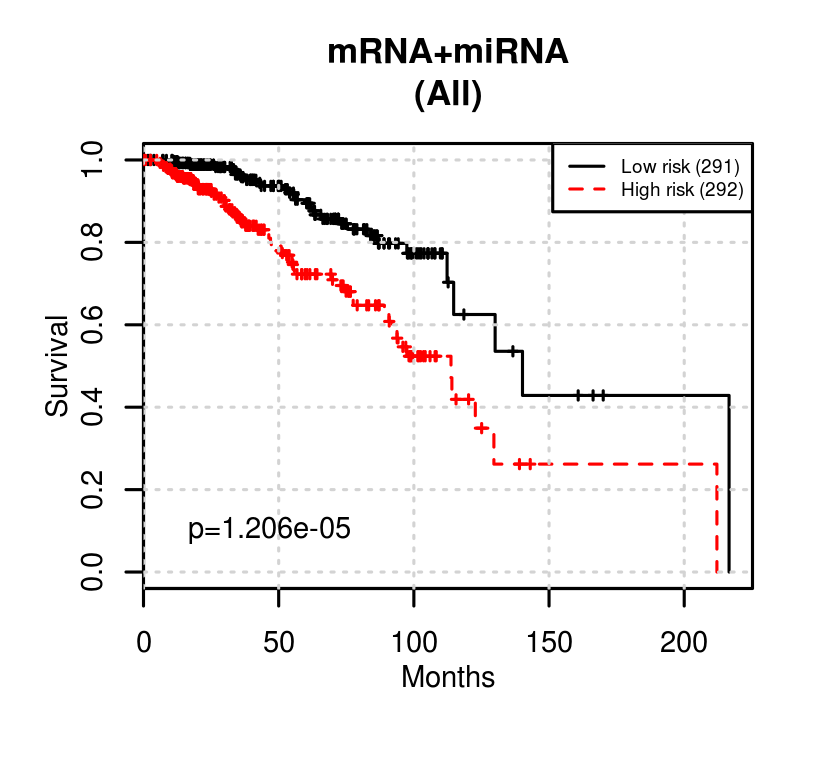 mRNA+miRNA
(All)
Low risk (291)
High risk (292)
1.0
0.8
0.6
0.4
0.2
0.0
Survival
p=1.206e-05
0 50 100 150 200
Months